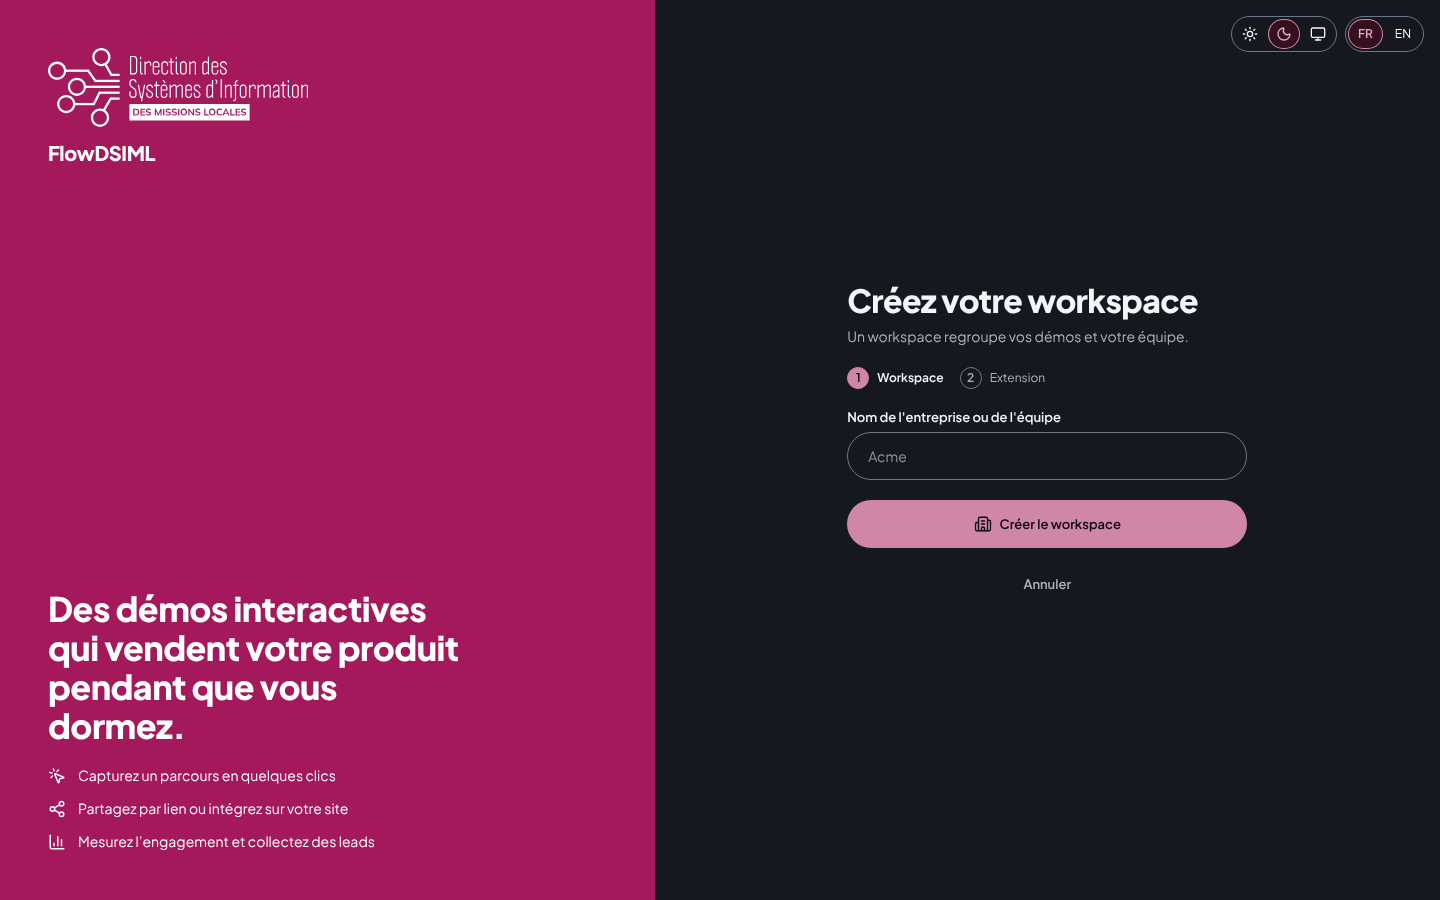 Direction des
Systèmes d'Information
DES MISSIONS LOCALES
FlowDSIML
Des démos interactives
qui vendent votre produit
pendant que vous
dormez.
Capturez un parcours en quelques clics
Partagez par lien ou intégrez sur votre site
Mesurez l'engagement et collectez des leads
FR
EN
Créez votre workspace
Un workspace regroupe vos démos et votre équipe.
1 Workspace 2 Extension
Nom de l'entreprise ou de l'équipe
Acme
Créer le workspace
Annuler